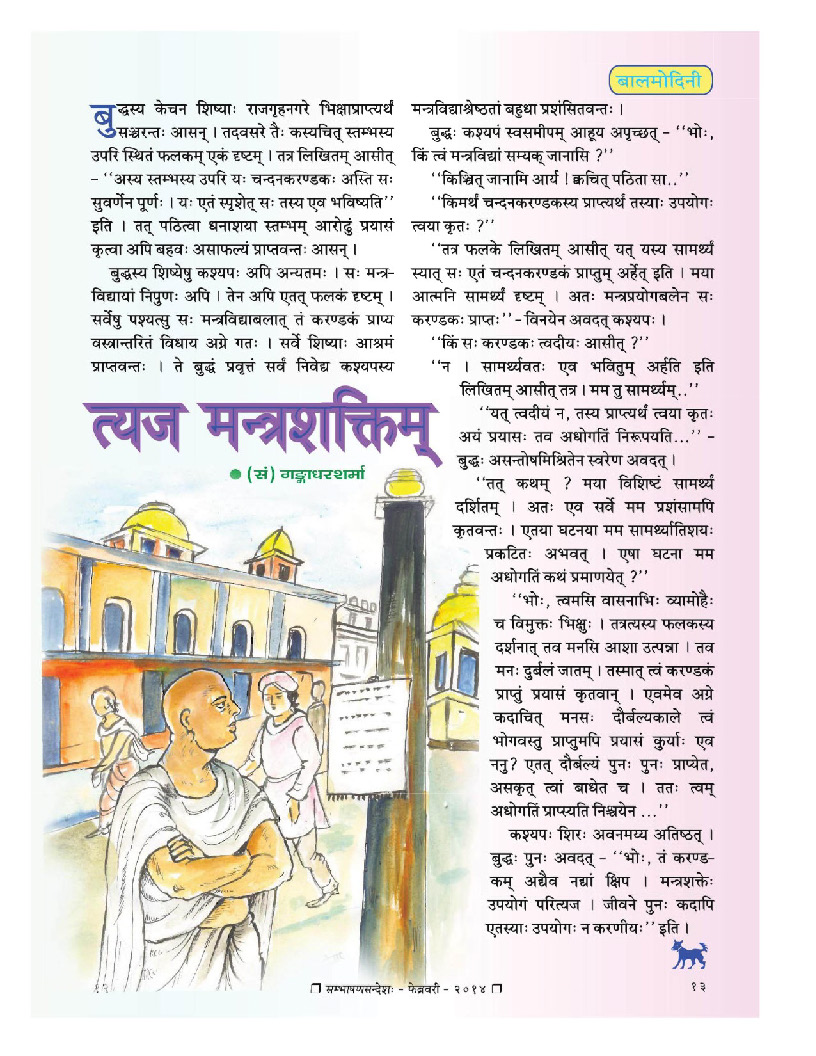 बालमोदिनी
बुद्धस्य केचन शिष्याः राजगृहनगरे भिक्षाप्राप्त्यर्थं
सञ्चरन्तः आसन् । तदवसरे तैः कस्यचित् स्तम्भस्य
उपरि स्थितं फलकम् एकं दृष्टम् । तत्र लिखितम् आसीत्
– ‘‘अस्य स्तम्भस्य उपरि यः चन्दनकरण्डकः अस्ति सः
सुवर्णेन पूर्णः । यः एतं स्पृशेत् सः तस्य एव भविष्यति’’
इति । तत् पठित्वा धनाशया स्तम्भम् आरोढुं प्रयासं
कृत्वा अपि बहवः असाफल्यं प्राप्तवन्तः आसन् ।
बुद्धस्य शिष्येषु कश्यपः अपि अन्यतमः । सः मन्त्र-
विद्यायां निपुणः अपि । तेन अपि एतत् फलकं दृष्टम् ।
सर्वेषु पश्यत्सु सः मन्त्रविद्याबलात् तं करण्डकं प्राप्य
वस्त्रान्तरितं विधाय अग्रे गतः । सर्वे शिष्याः आश्रमं
प्राप्तवन्तः । ते बुद्धं प्रवृत्तं सर्वं निवेद्य कश्यपस्य
त्यज मन्त्रशक्तिम्
● (सं) गङ्गाधरशर्मा
मन्त्रविद्याश्रेष्ठतां बहुधा प्रशंसितवन्तः ।
बुद्धः कश्यपं स्वसमीपम् आहूय अपृच्छत् – ‘‘भोः,
किं त्वं मन्त्रविद्यां सम्यक् जानासि ?’’
‘‘किञ्चित् जानामि आर्य ! क्वचित् पठिता सा..’’
‘‘किमर्थं चन्दनकरण्डकस्य प्राप्त्यर्थं तस्याः उपयोगः
त्वया कृतः ?’’
‘‘तत्र फलके लिखितम् आसीत् यत् यस्य सामर्थ्यं
स्यात् सः एतं चन्दनकरण्डकं प्राप्तुम् अर्हेत् इति । मया
आत्मनि सामर्थ्यं दृष्टम् । अतः मन्त्रप्रयोगबलेन सः
करण्डकः प्राप्तः’’ – विनयेन अवदत् कश्यपः ।
‘‘किं सः करण्डकः त्वदीयः आसीत् ?’’
‘‘न । सामर्थ्यवतः एव भवितुम् अर्हति इति
लिखितम् आसीत् तत्र । मम तु सामर्थ्यम्..’’
‘‘यत् त्वदीयं न, तस्य प्राप्त्यर्थं त्वया कृतः
अयं प्रयासः तव अधोगतिं निरूपयति...’’ –
बुद्धः असन्तोषमिश्रितेन स्वरेण अवदत् ।
‘‘तत् कथम् ? मया विशिष्टं सामर्थ्यं
दर्शितम् । अतः एव सर्वे मम प्रशंसामपि
कृतवन्तः । एतया घटनया मम सामर्थ्यातिशयः
प्रकटितः अभवत् । एषा घटना मम
अधोगतिं कथं प्रमाणयेत् ?’’
‘‘भोः, त्वमसि वासनाभिः व्यामोहैः
च विमुक्तः भिक्षुः । तत्रत्यस्य फलकस्य
दर्शनात् तव मनसि आशा उत्पन्ना । तव
मनः दुर्बलं जातम् । तस्मात् त्वं करण्डकं
प्राप्तुं प्रयासं कृतवान् । एवमेव अग्रे
कदाचित् मनसः दौर्बल्यकाले त्वं
भोगवस्तु प्राप्तुमपि प्रयासं कुर्याः एव
ननु ? एतत् दौर्बल्यं पुनः पुनः प्राप्येत,
असकृत् त्वां बाधेत च । ततः त्वम्
अधोगतिं प्राप्स्यति निश्चयेन ...’’
कश्यपः शिरः अवनमय्य अतिष्ठत् ।
बुद्धः पुनः अवदत् – ‘‘भोः, तं करण्ड-
कम् अद्यैव नद्यां क्षिप । मन्त्रशक्तेः
उपयोगं परित्यज । जीवने पुनः कदापि
एतस्याः उपयोगः न करणीयः’’ इति ।
❐ सम्भाषणसन्देशः – फेब्रवरी – २०१४ ❐
१३